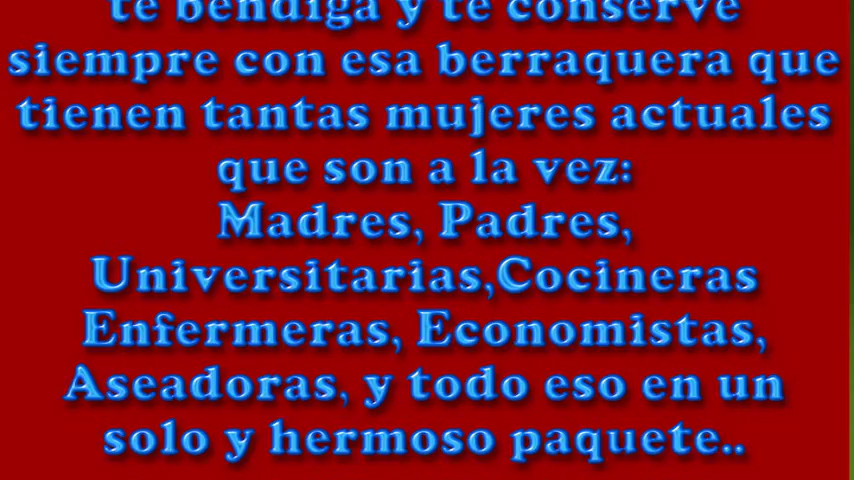 te bendiga y te conserve
siempre con esa berraquera que
tienen tantas mujeres actuales
que son a la vez:
Madres, Padres,
Universitarias,Cocineras
Enfermeras, Economistas,
Aseadoras, y todo eso en un
solo y hermoso paquete..